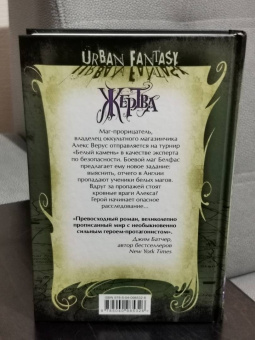 URBAN FANTASY
ЖЕРТВА
Маг-прорицатель,
владелец оккультного магазинчика
Алекс Верус отправляется на турнир
«Белый камень» в качестве эксперта
по безопасности. Боевой маг Белфас
предлагает ему новое задание:
выяснить, отчего в Англии
пропадают ученики белых магов.
Вдруг за пропажей стоят
кровные враги Алекса?
Герой начинает опасное
расследование...
«Превосходный роман, великолепно
прописанный мир с необыкновенно
сильным героем-протагонистом».
Джим Батчер,
автор бестселлеров
New York Times